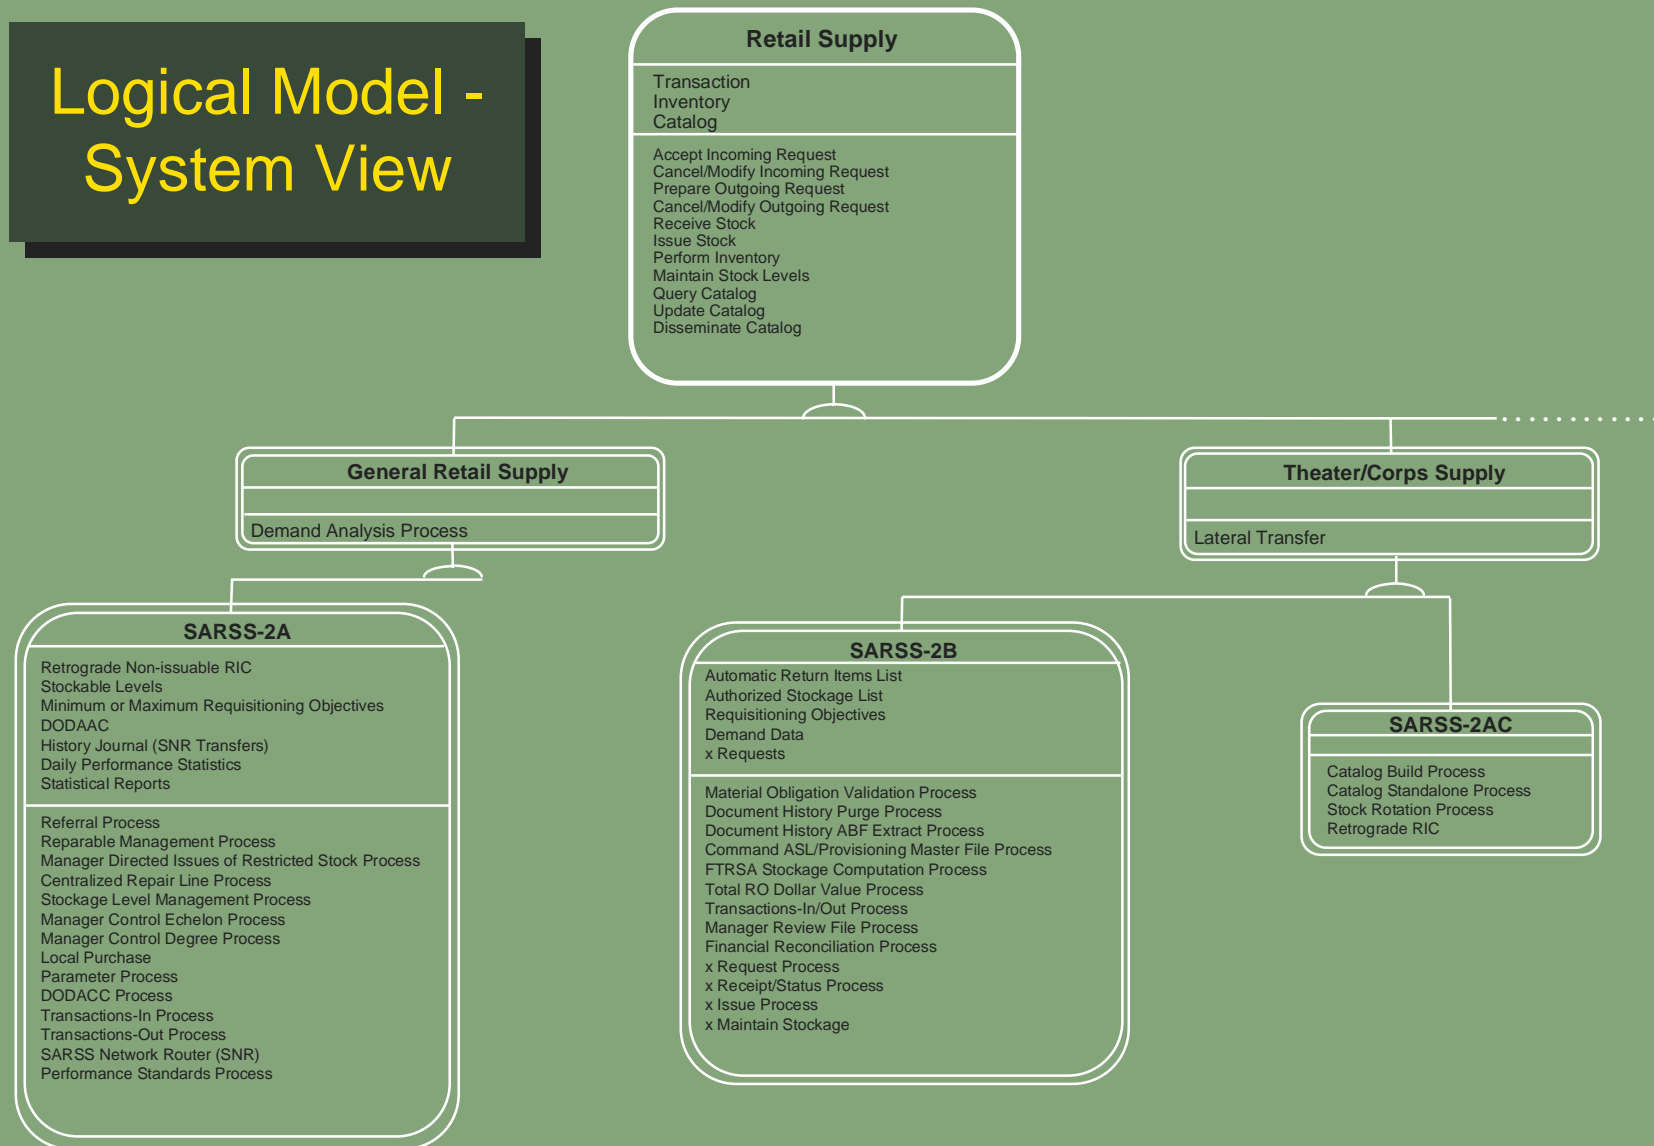 Logical Model -
System View
Retail Supply
Transaction
Inventory
Catalog
Accept Incoming Request
Cancel/Modify Incoming Request
Prepare Outgoing Request
Cancel/Modify Outgoing Request
Receive Stock
Issue Stock
Perform Inventory
Maintain Stock Levels
Query Catalog
Update Catalog
Disseminate Catalog
General Retail Supply
Demand Analysis Process
Theater/Corps Supply
Lateral Transfer
SARSS-2A
Retrograde Non-issuable RIC
Stockable Levels
Minimum or Maximum Requisitioning Objectives
DODAAC
History Journal (SNR Transfers)
Daily Performance Statistics
Statistical Reports
Referral Process
Reparable Management Process
Manager Directed Issues of Restricted Stock Process
Centralized Repair Line Process
Stockage Level Management Process
Manager Control Echelon Process
Manager Control Degree Process
Local Purchase
Parameter Process
DODACC Process
Transactions-In Process
Transactions-Out Process
SARSS Network Router (SNR)
Performance Standards Process
SARSS-2B
Automatic Return Items List
Authorized Stockage List
Requisitioning Objectives
Demand Data
x Requests
Material Obligation Validation Process
Document History Purge Process
Document History ABF Extract Process
Command ASL/Provisioning Master File Process
FTRSA Stockage Computation Process
Total RO Dollar Value Process
Transactions-In/Out Process
Manager Review File Process
Financial Reconciliation Process
x Request Process
x Receipt/Status Process
x Issue Process
x Maintain Stockage
SARSS-2AC
Catalog Build Process
Catalog Standalone Process
Stock Rotation Process
Retrograde RIC